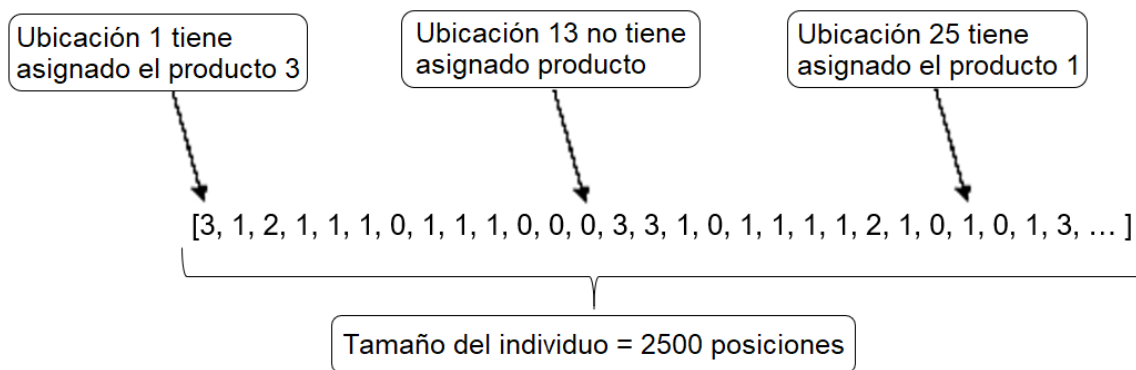 Ubicación 1 tiene
asignado el producto 3
Ubicación 13 no tiene
asignado producto
Ubicación 25 tiene
asignado el producto 1
[3, 1, 2, 1, 1, 1, 0, 1, 1, 1, 0, 0, 0, 3, 3, 1, 0, 1, 1, 1, 1, 2, 1, 0, 1, 0, 1, 3, … ]
Tamaño del individuo = 2500 posiciones